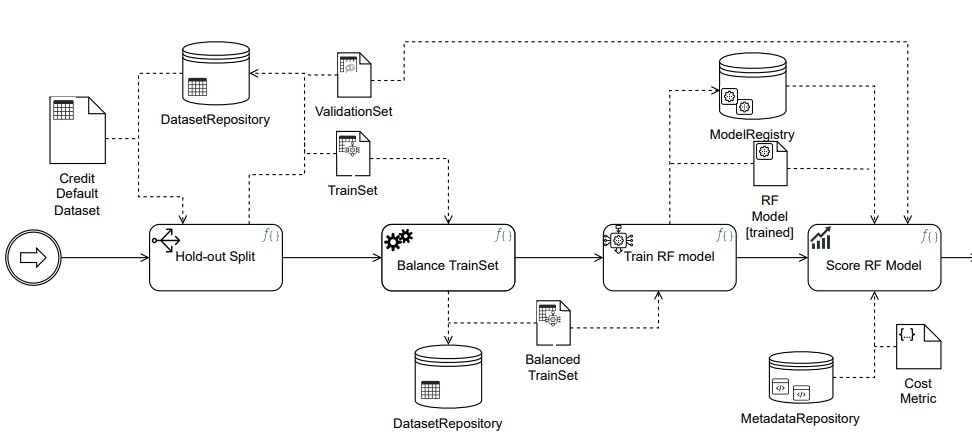 DatasetRepository
ValidationSet
ModelRegistry
Credit
Default
Dataset
TrainSet
RF
Model
[trained]
f()
Hold-out Split
f()
Balance TrainSet
f()
Train RF model
f()
Score RF Model
Balanced
TrainSet
{...}
Cost
Metric
</>
</>
DatasetRepository
MetadataRepository